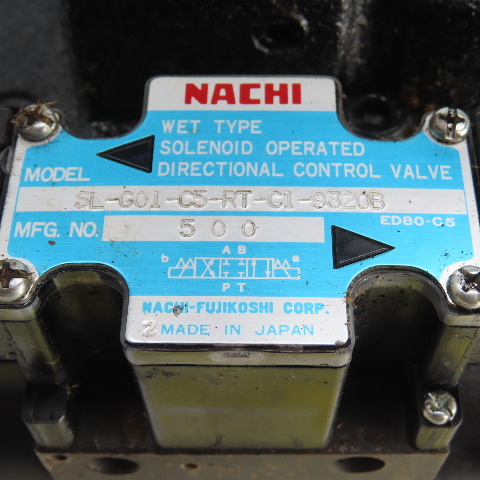 NACHI
WET TYPE
SOLENOID OPERATED
DIRECTIONAL CONTROL VALVE
MODEL
SL-G01-C5-RT-C1-9320B
MFG. NO. 500
ED80-C5
A B
b a
P T
NACHI-FUJIKOSHI CORP.
2 MADE IN JAPAN